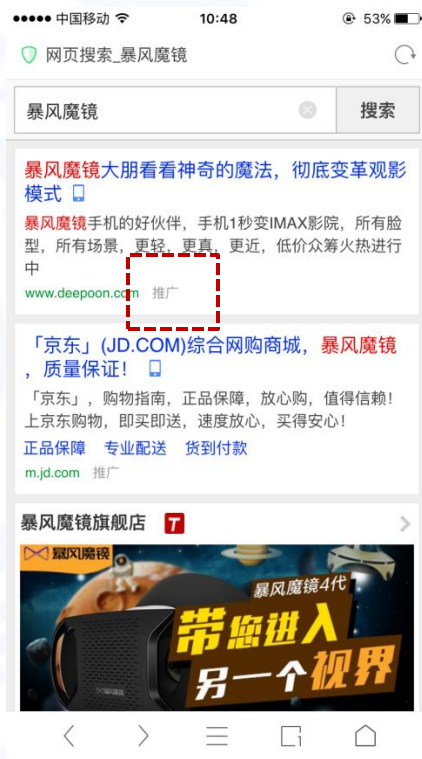 中国移动 10:48 53%
网页搜索_暴风魔镜
暴风魔镜 搜索
暴风魔镜大朋看看神奇的魔法，彻底变革观影
模式
暴风魔镜手机的好伙伴，手机1秒变IMAX影院，所有脸
型，所有场景，更轻，更真，更近，低价众筹火热进行
中
www.deepoon.com 推广
「京东」(JD.COM)综合网购商城，暴风魔镜
，质量保证！
「京东」，购物指南，正品保障，放心购，值得信赖！
上京东购物，即买即送，速度放心，买得安心！
正品保障 专业配送 货到付款
m.jd.com 推广
暴风魔镜旗舰店 T
暴风魔镜
暴风魔镜4代
带您进入
另一个视界
暴风魔镜
1